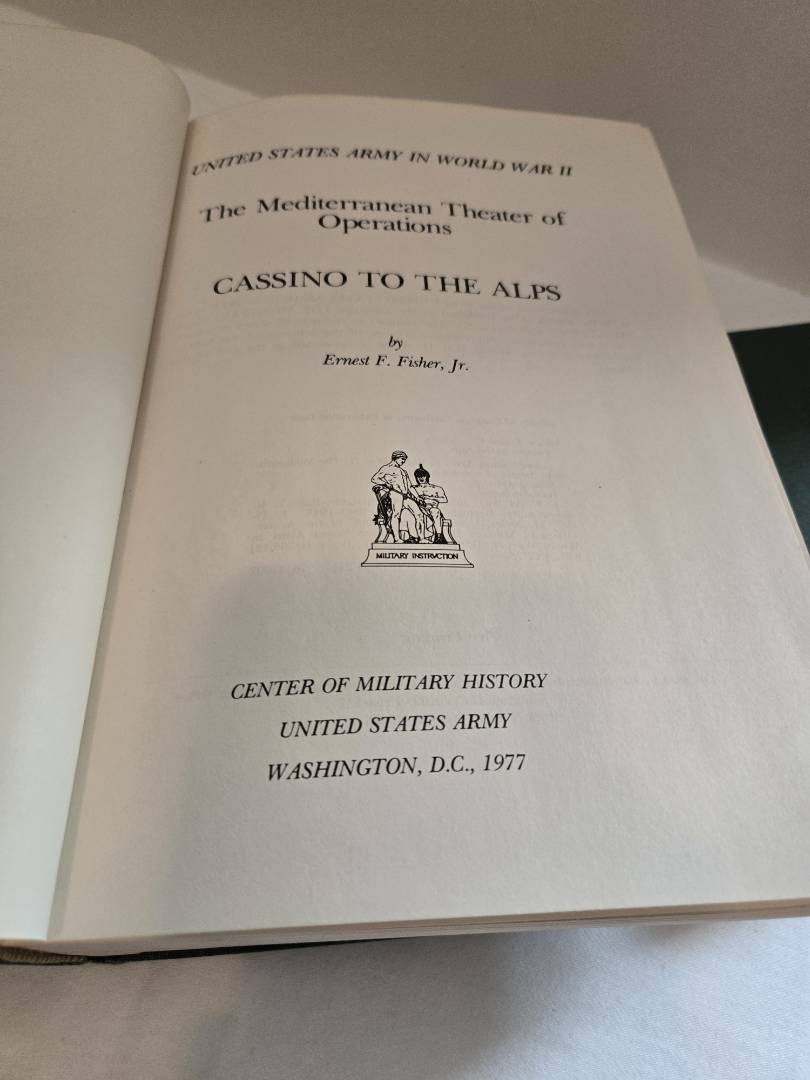 UNITED STATES ARMY IN WORLD WAR II
The Mediterranean Theater of
Operations
CASSINO TO THE ALPS
by
Ernest F. Fisher, Jr.
MILITARY INSTRVCTION
CENTER OF MILITARY HISTORY
UNITED STATES ARMY
WASHINGTON, D.C., 1977